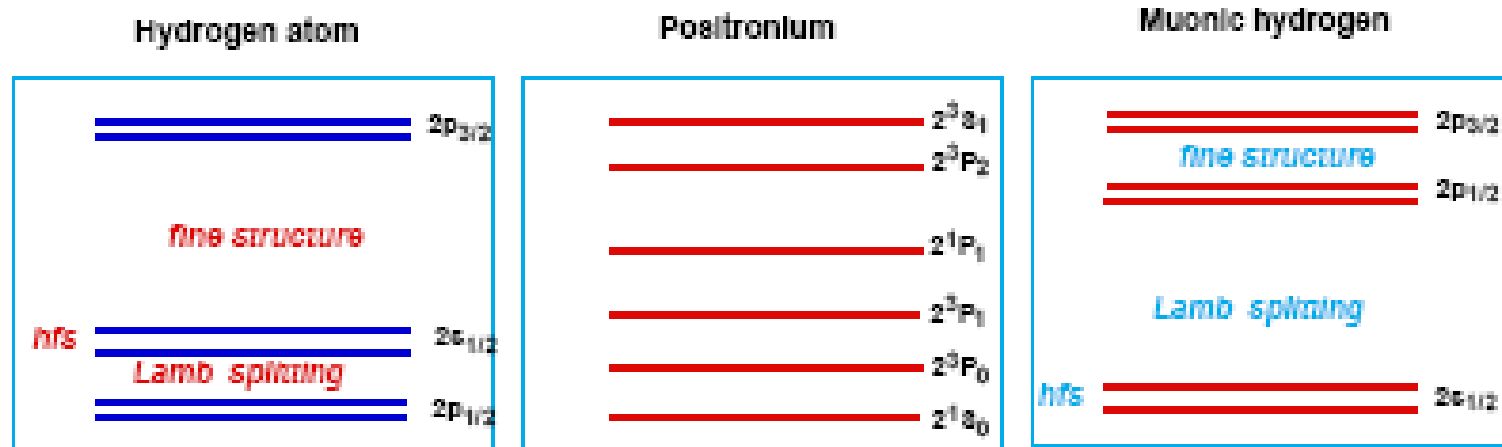 Hydrogen atom
2p3/2
fine structure
hfs
2s1/2
Lamb splitting
2p1/2
Positronium
2³S₁
2³P₂
2¹P₁
2³P₁
2³P₀
2¹S₀
Muonic hydrogen
2p3/2
fine structure
2p1/2
Lamb splitting
hfs
2s1/2